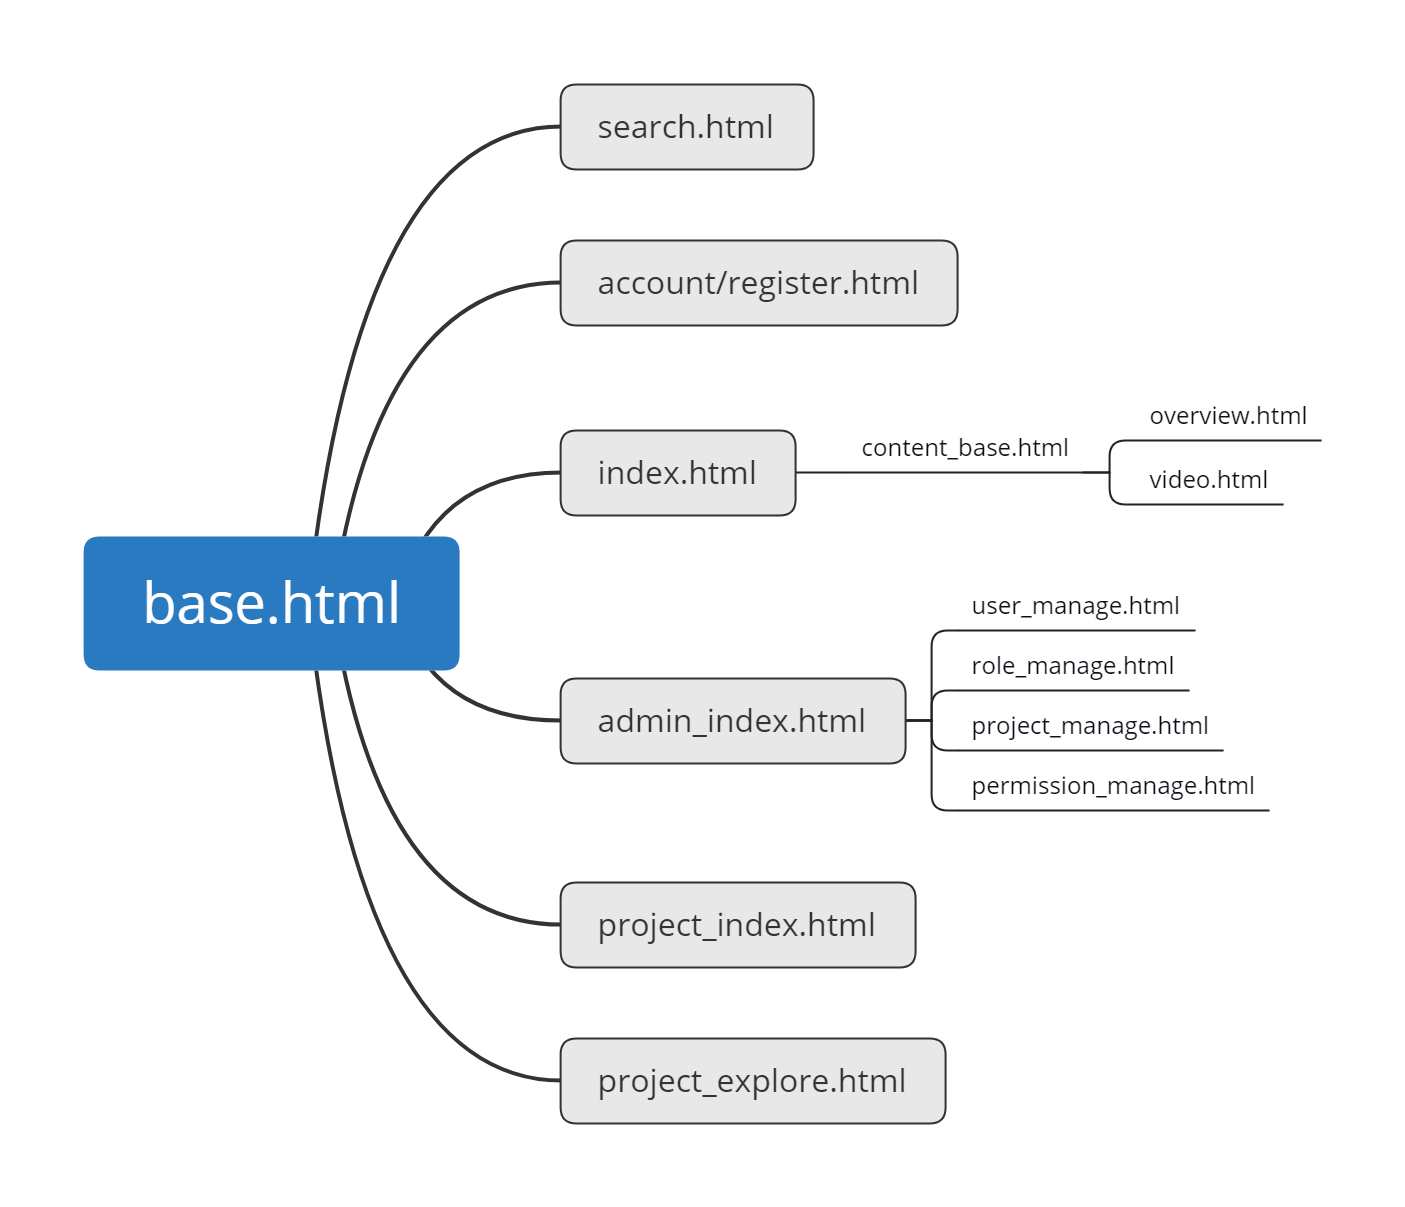 base.html
search.html
account/register.html
index.html
content_base.html
overview.html
video.html
admin_index.html
user_manage.html
role_manage.html
project_manage.html
permission_manage.html
project_index.html
project_explore.html